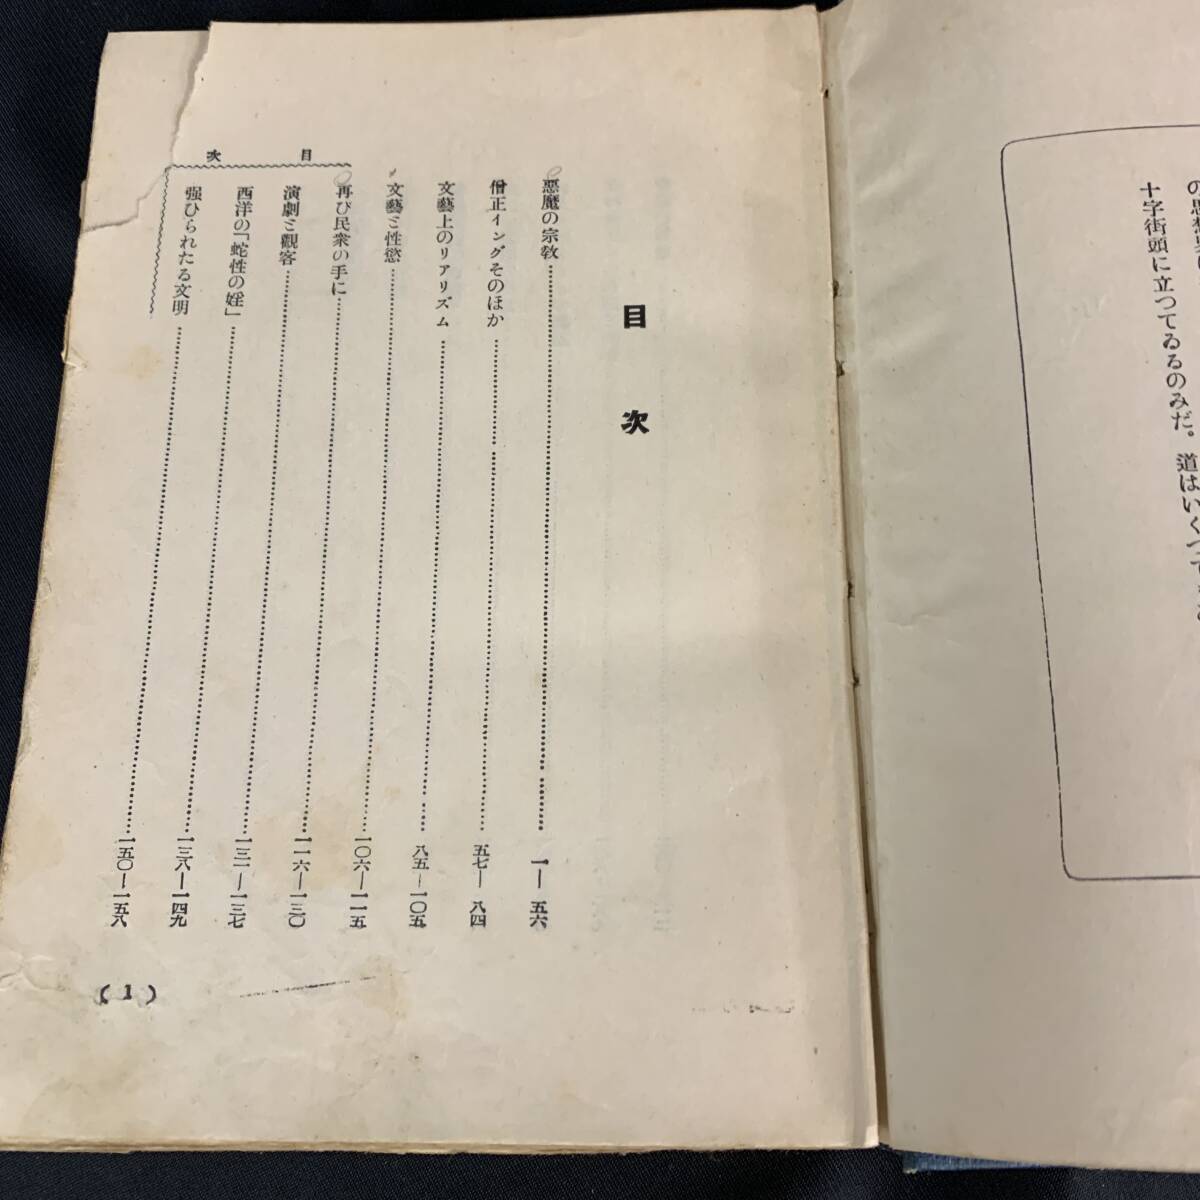 十字街頭に立つてゐるのみだ。道はいくつ
目次
惡魔の宗敎 一—五六
僧正イングそのほか 五七—八四
文藝上のリアリズム 八五—一〇五
文藝と性慾 一〇六—一一五
再び民衆の手に 一一六—一三〇
演劇と觀客 一三一—一三七
西洋の「蛇性の婬」 一三八—一四九
强ひられたる文明 一五〇—一五八
目次
(1)